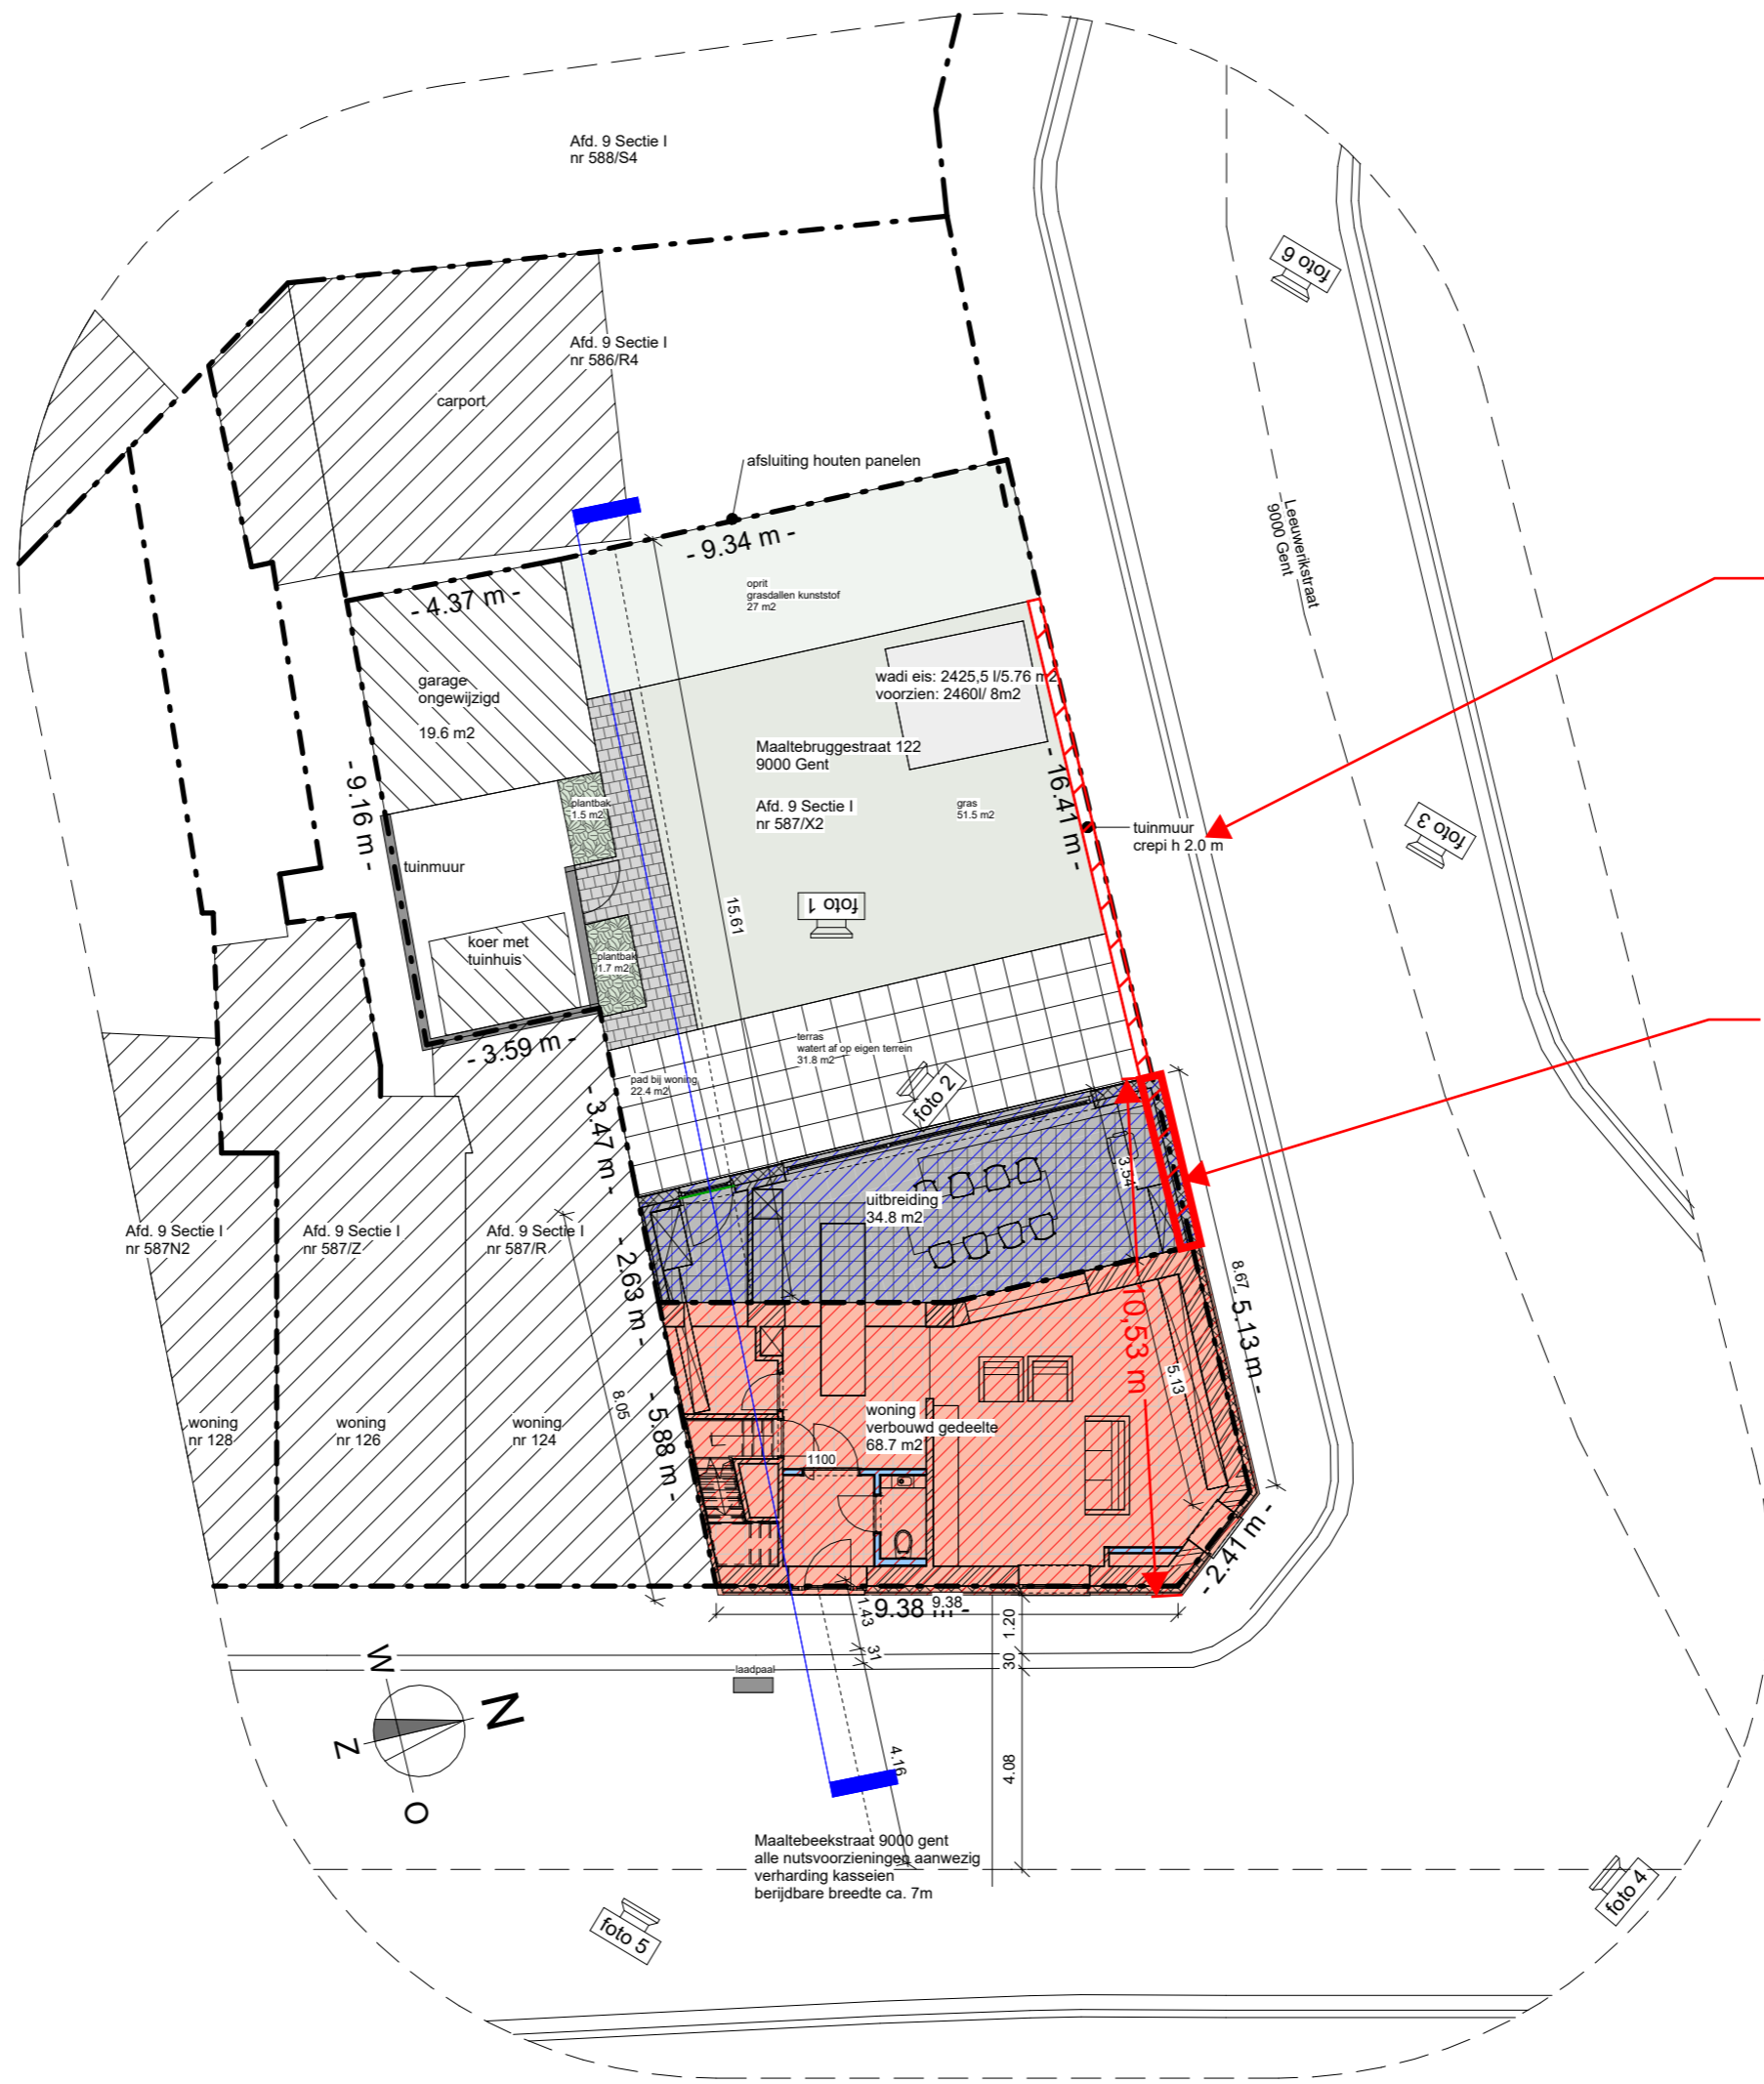 Afd. 9 Sectie I
nr 588/S4
foto 6
Afd. 9 Sectie I
nr 586/R4
carport
afsluiting houten panelen
- 9.34 m -
Leeuwerikstraat
9000 Gent
oprit
grasdallen kunststof
27 m2
- 4.37 m -
garage
ongewijzigd
19.6 m2
wadi eis: 2425,5 l/5.76 m2
voorzien: 2460l/ 8m2
Maaltebruggestraat 122
9000 Gent
- 9.16 m -
- 16.41 m -
plantbak
1.5 m2
Afd. 9 Sectie I
nr 587/X2
gras
51.5 m2
tuinmuur
crepi h 2.0 m
foto 3
tuinmuur
15.61
foto 1
koer met
tuinhuis
plantbak
1.7 m2
- 3.59 m -
terras
watert af op eigen terrein
31.8 m2
pad bij woning
22.4 m2
foto 2
- 3.47 m -
3.54
uitbreiding
34.8 m2
Afd. 9 Sectie I
nr 587N2
Afd. 9 Sectie I
nr 587/Z
Afd. 9 Sectie I
nr 587/R
- 2.63 m -
8.67
- 5.13 m -
10,53 m
5.13
8.05
- 5.88 m -
woning
nr 128
woning
nr 126
woning
nr 124
woning
verbouwd gedeelte
68.7 m2
1100
- 2.41 m -
9.38 m -
9.38
1.43
31
1.20
30
4.08
4.16
laadpaal
W
N
Z
O
Maaltebeekstraat 9000 gent
alle nutsvoorzieningen aanwezig
verharding kasseien
berijdbare breedte ca. 7m
foto 5
foto 4